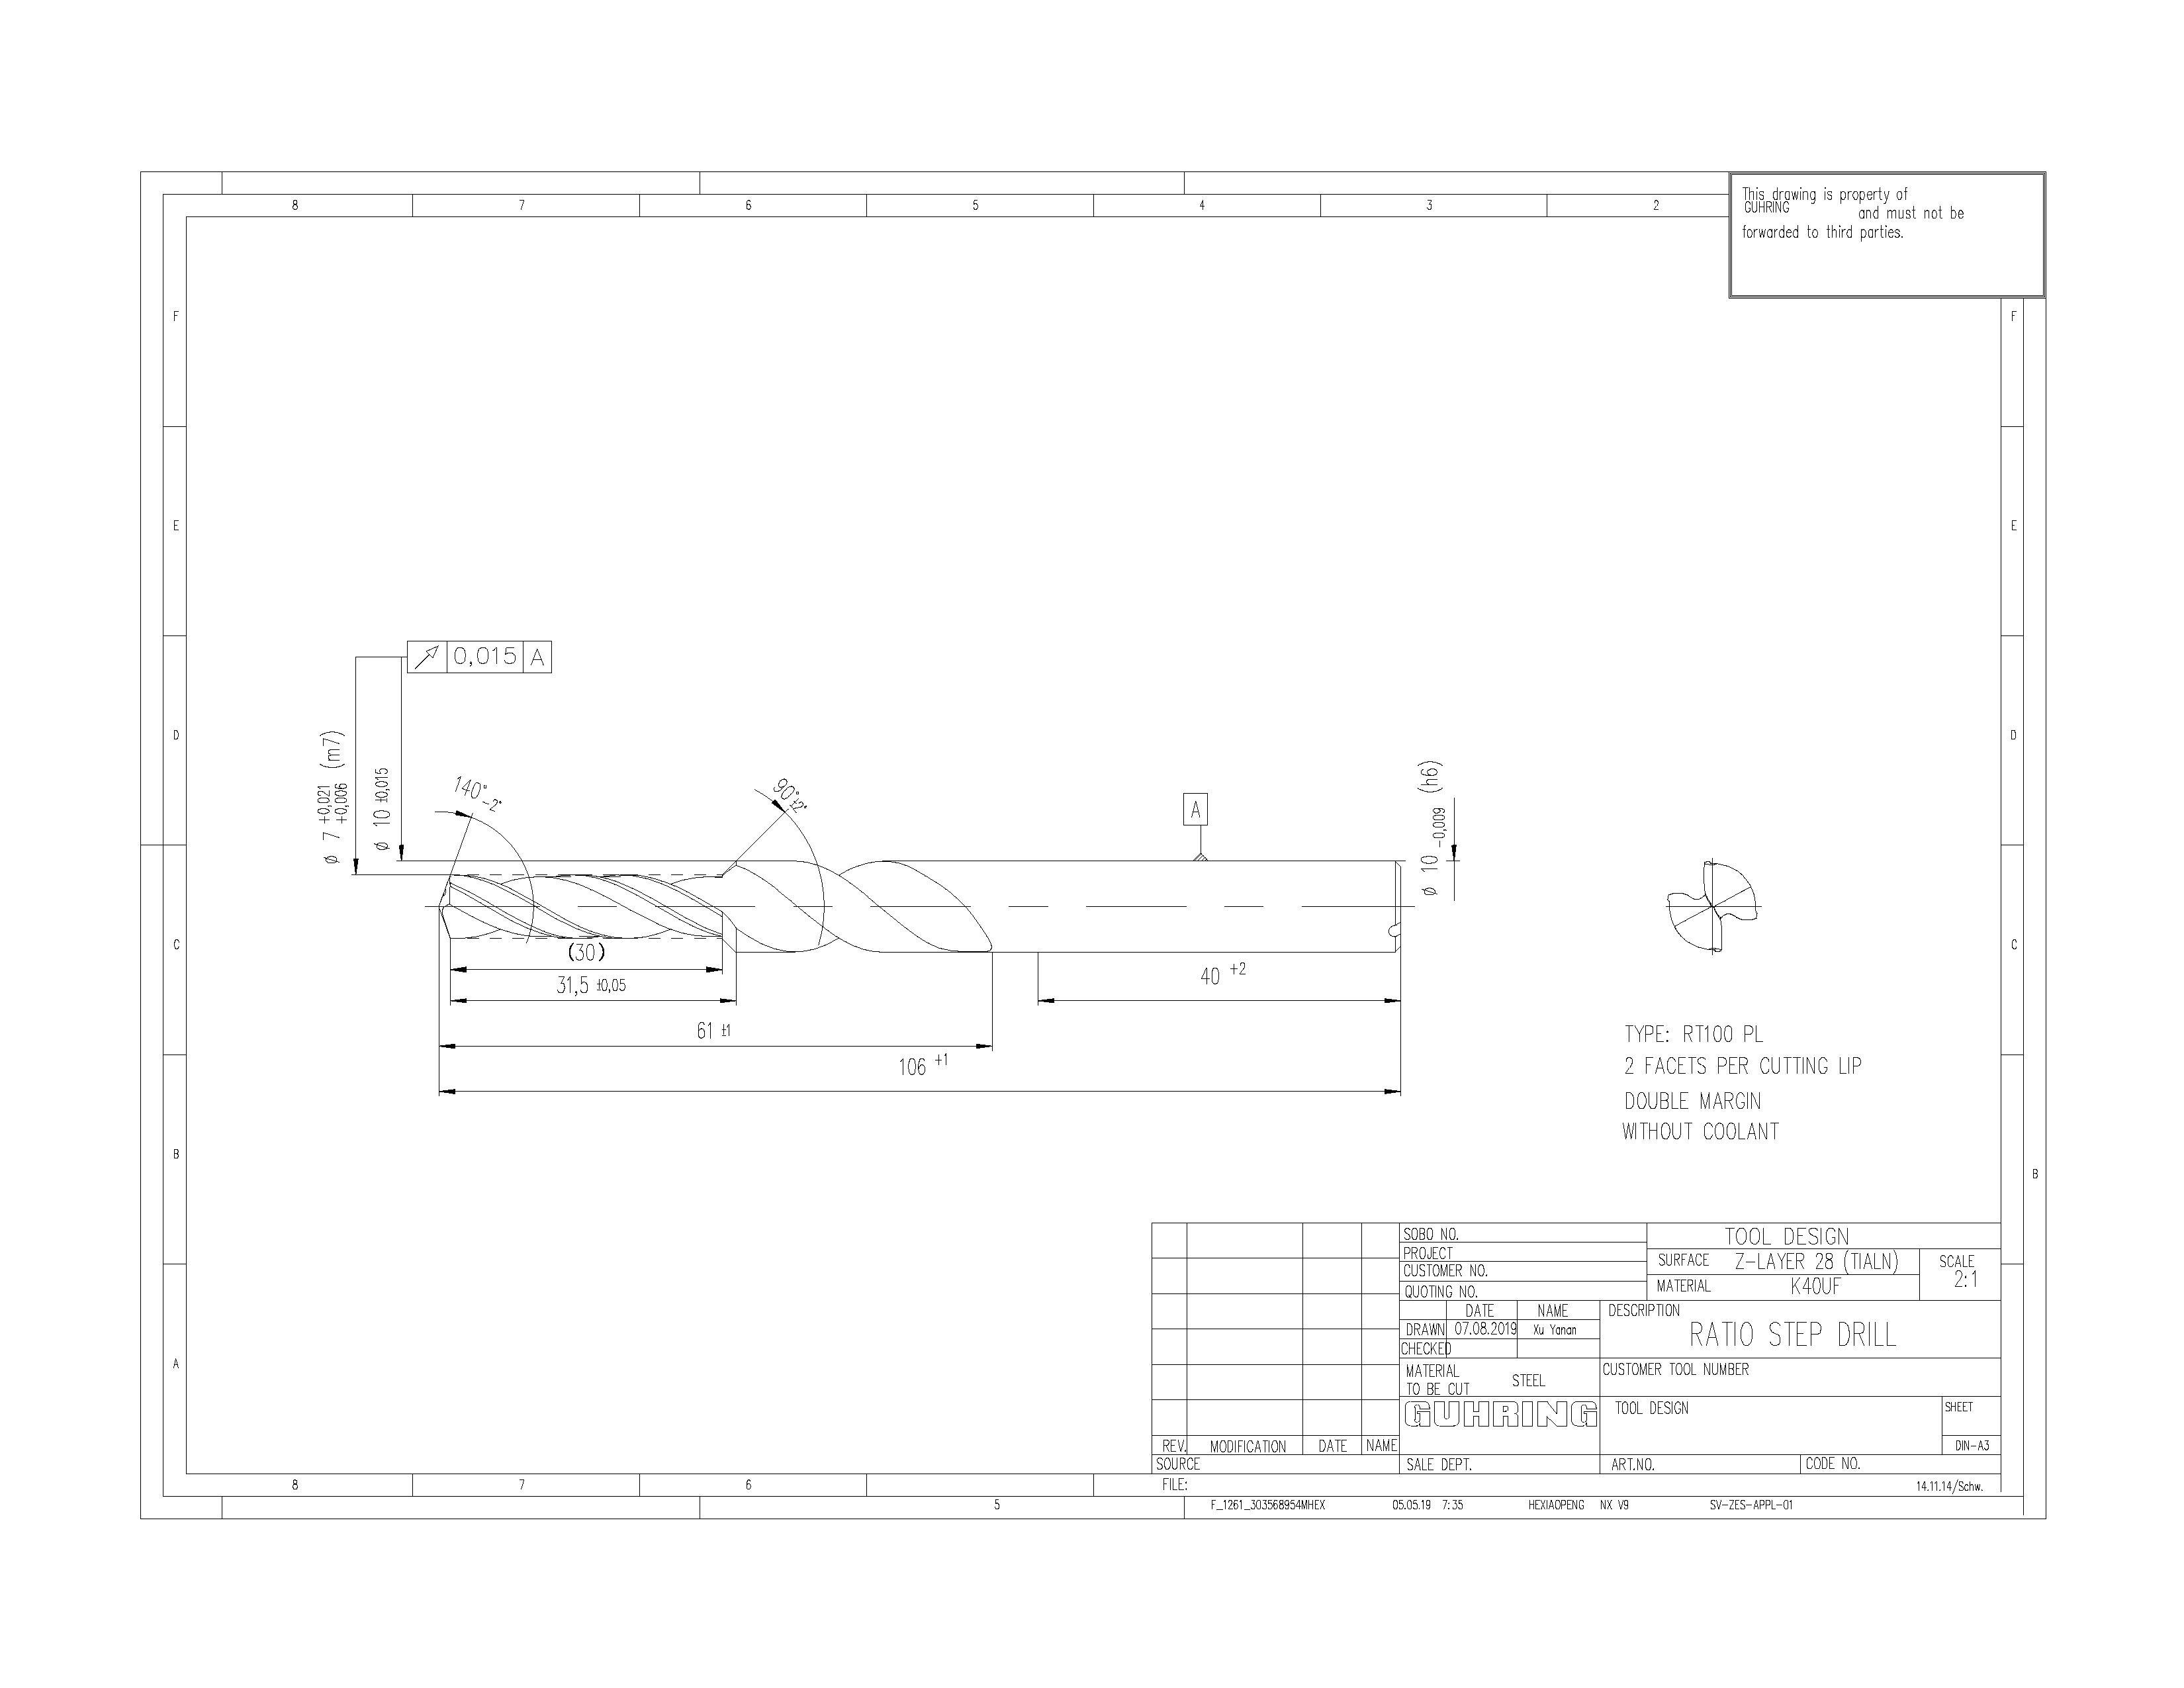 This drawing is property of
GUHRING
and must not be
forwarded to third parties.
8 7 6 5 4 3 2
F F
E E
D D
C C
B B
A
0,015 A
ø 7 +0,021 +0,006 (m7)
ø 10 ±0,015
140° -2°
90° ±2°
A
ø 10 -0,009 (h6)
(30)
31,5 ±0,05
40 +2
61 ±1
106 +1
TYPE: RT100 PL
2 FACETS PER CUTTING LIP
DOUBLE MARGIN
WITHOUT COOLANT
SOBO NO.
PROJECT
CUSTOMER NO.
QUOTING NO.
TOOL DESIGN
SURFACE Z-LAYER 28 (TIALN)
MATERIAL K40UF
SCALE
2:1
DATE NAME
DRAWN 07.08.2019 Xu Yanan
CHECKED
DESCRIPTION
RATIO STEP DRILL
MATERIAL
TO BE CUT STEEL
CUSTOMER TOOL NUMBER
GUHRING
TOOL DESIGN
SHEET
DIN-A3
REV. MODIFICATION DATE NAME
SOURCE
SALE DEPT. ART.NO. CODE NO.
8 7 6
FILE:
14.11.14/Schw.
5
F_1261_303568954MHEX 05.05.19 7:35 HEXIAOPENG NX V9 SV-ZES-APPL-01